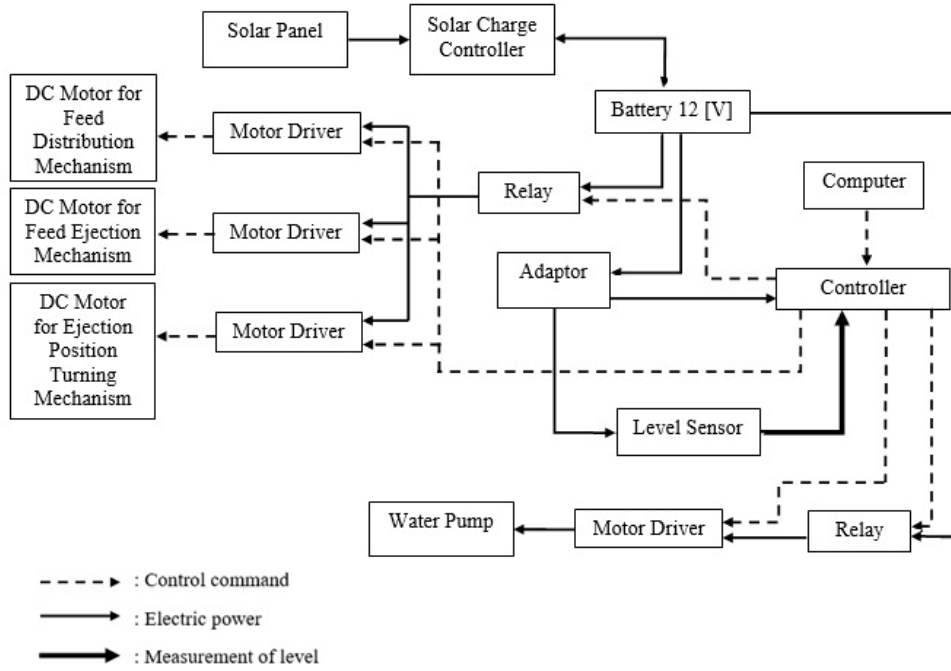 Solar Panel
Solar Charge
Controller
DC Motor for
Feed
Distribution
Mechanism
Motor Driver
Battery 12 [V]
Relay
Computer
DC Motor for
Feed Ejection
Mechanism
Motor Driver
Adaptor
Controller
DC Motor
for Ejection
Position
Turning
Mechanism
Motor Driver
Level Sensor
Water Pump
Motor Driver
Relay
: Control command
: Electric power
: Measurement of level